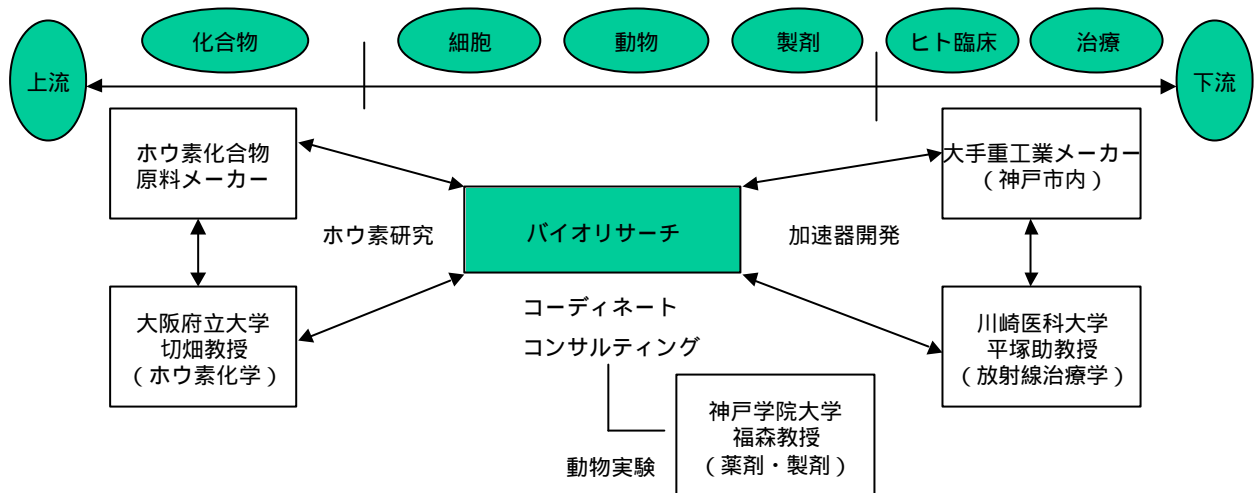 化合物
細胞
動物
製剤
ヒト臨床
治療
上流
下流
ホウ素化合物
原料メーカー
大手重工業メーカー
(神戸市内)
ホウ素研究
バイオリサーチ
加速器開発
大阪府立大学
切畑教授
(ホウ素化学)
コーディネート
コンサルティング
川崎医科大学
平塚助教授
(放射線治療学)
神戸学院大学
福森教授
(薬剤・製剤)
動物実験